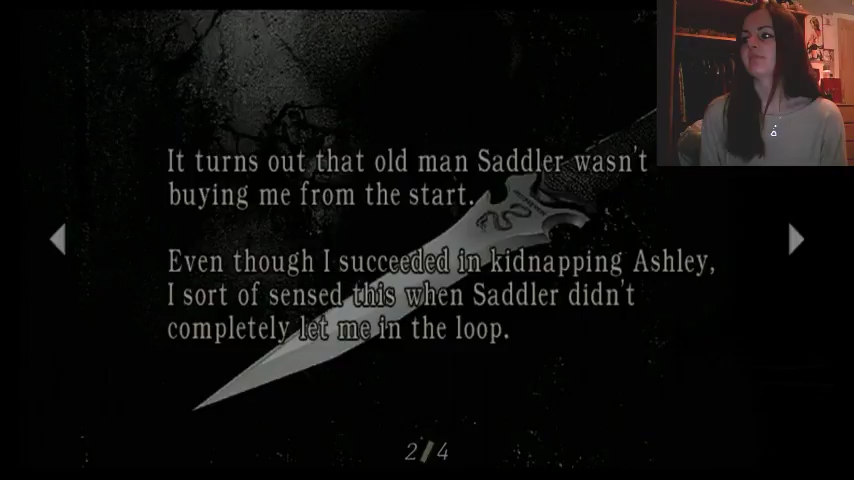 It turns out that old man Saddler wasn't
buying me from the start.
Even though I succeeded in kidnapping Ashley,
I sort of sensed this when Saddler didn't
completely let me in the loop.
2/4